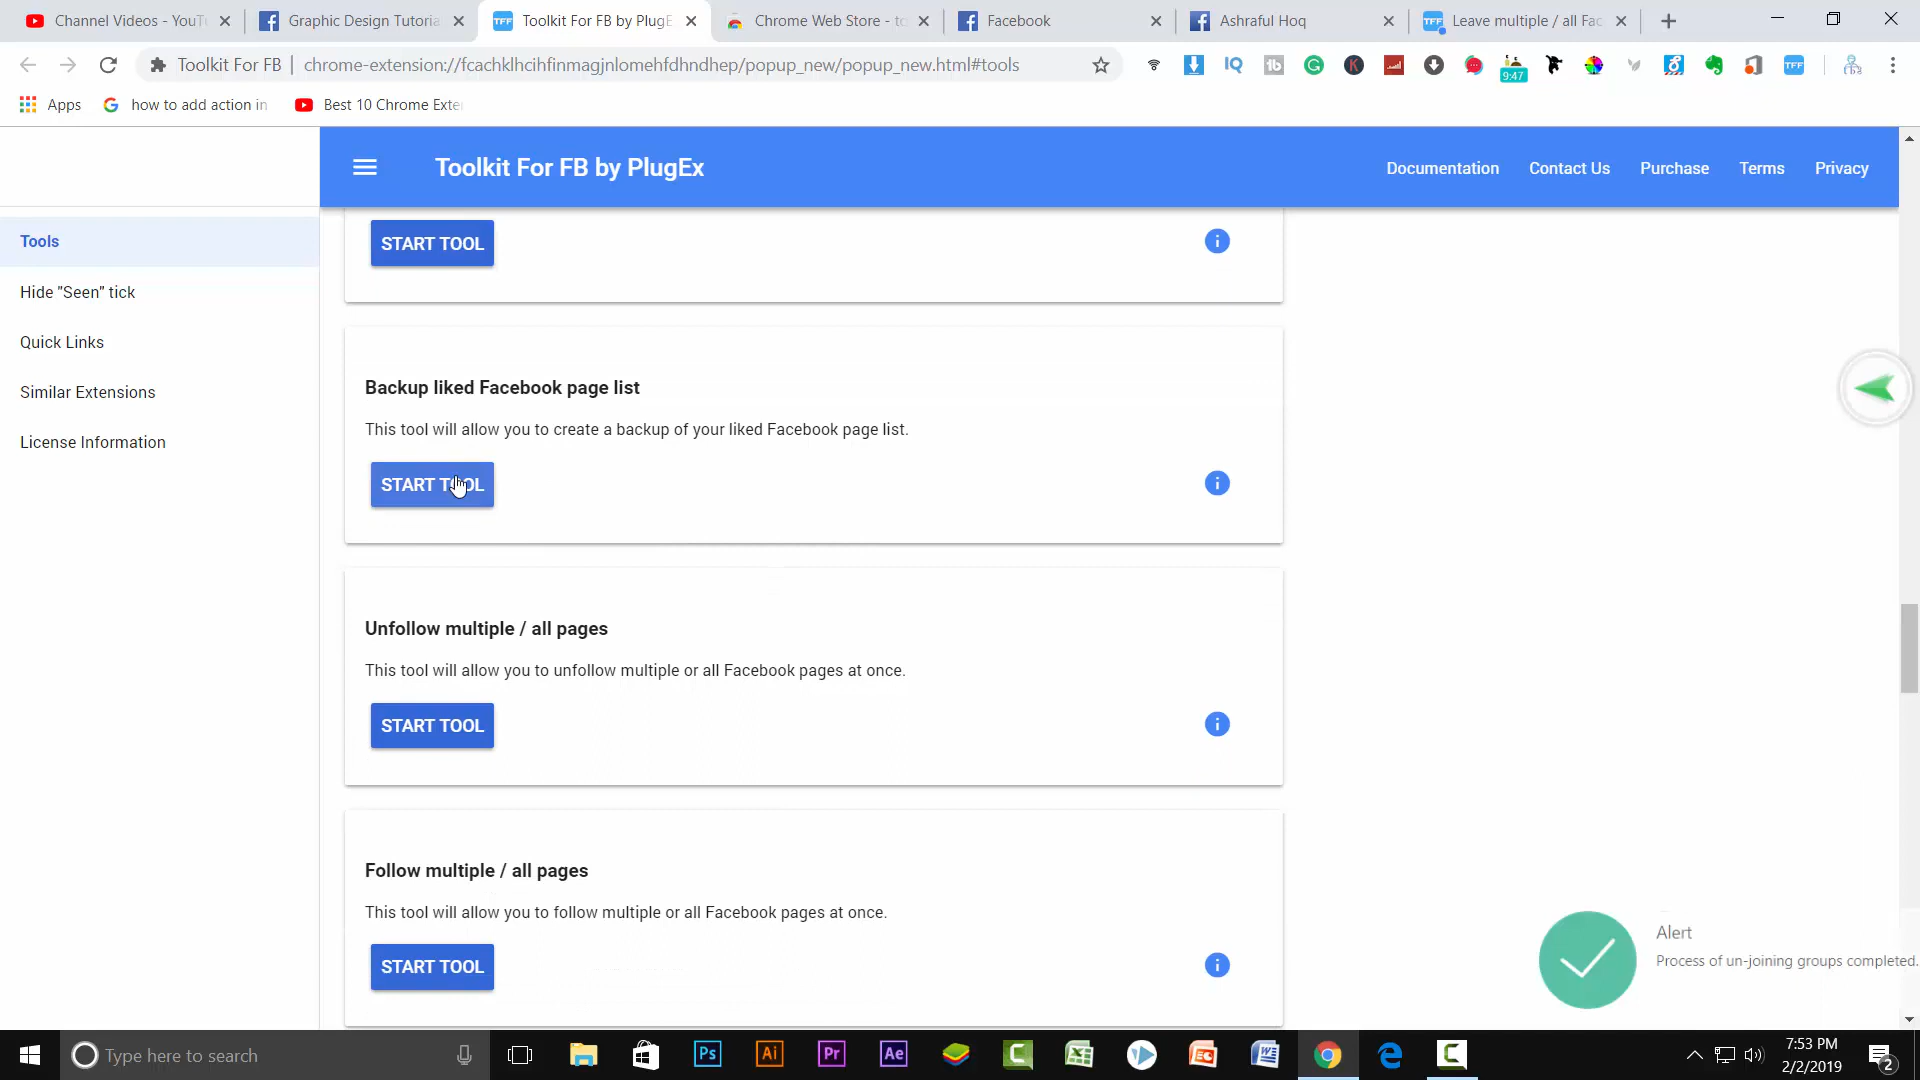 Channel Videos - YouTu
Graphic Design Tutoria
Toolkit For FB by PlugE
Chrome Web Store - to
Facebook
Ashraful Hoq
Leave multiple / all Fac
Toolkit For FB
chrome-extension://fcachklhcihfinmagjnlomehfdhndhep/popup_new/popup_new.html#tools
9:47
Apps
how to add action in
Best 10 Chrome Exte
Toolkit For FB by PlugEx
Documentation
Contact Us
Purchase
Terms
Privacy
Tools
Hide "Seen" tick
Quick Links
Similar Extensions
License Information
START TOOL
Backup liked Facebook page list
This tool will allow you to create a backup of your liked Facebook page list.
START TOOL
Unfollow multiple / all pages
This tool will allow you to unfollow multiple or all Facebook pages at once.
START TOOL
Follow multiple / all pages
This tool will allow you to follow multiple or all Facebook pages at once.
START TOOL
Alert
Process of un-joining groups completed.
Type here to search
7:53 PM
2/2/2019
2